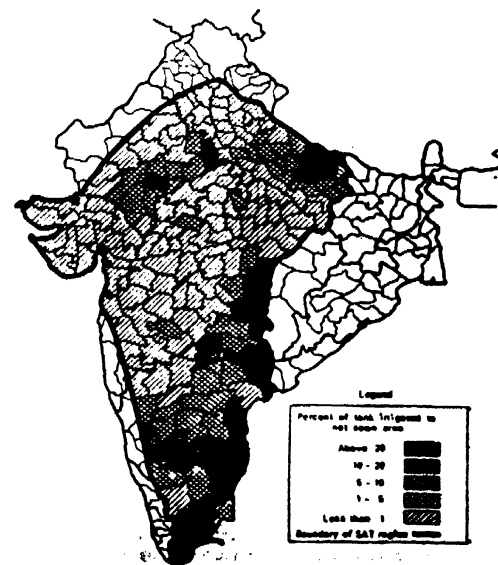 Legend
Percent of tank irrigated to
net sown area
Above 20
10 - 20
5 - 10
1 - 5
Less than 1
Boundary of SAT region